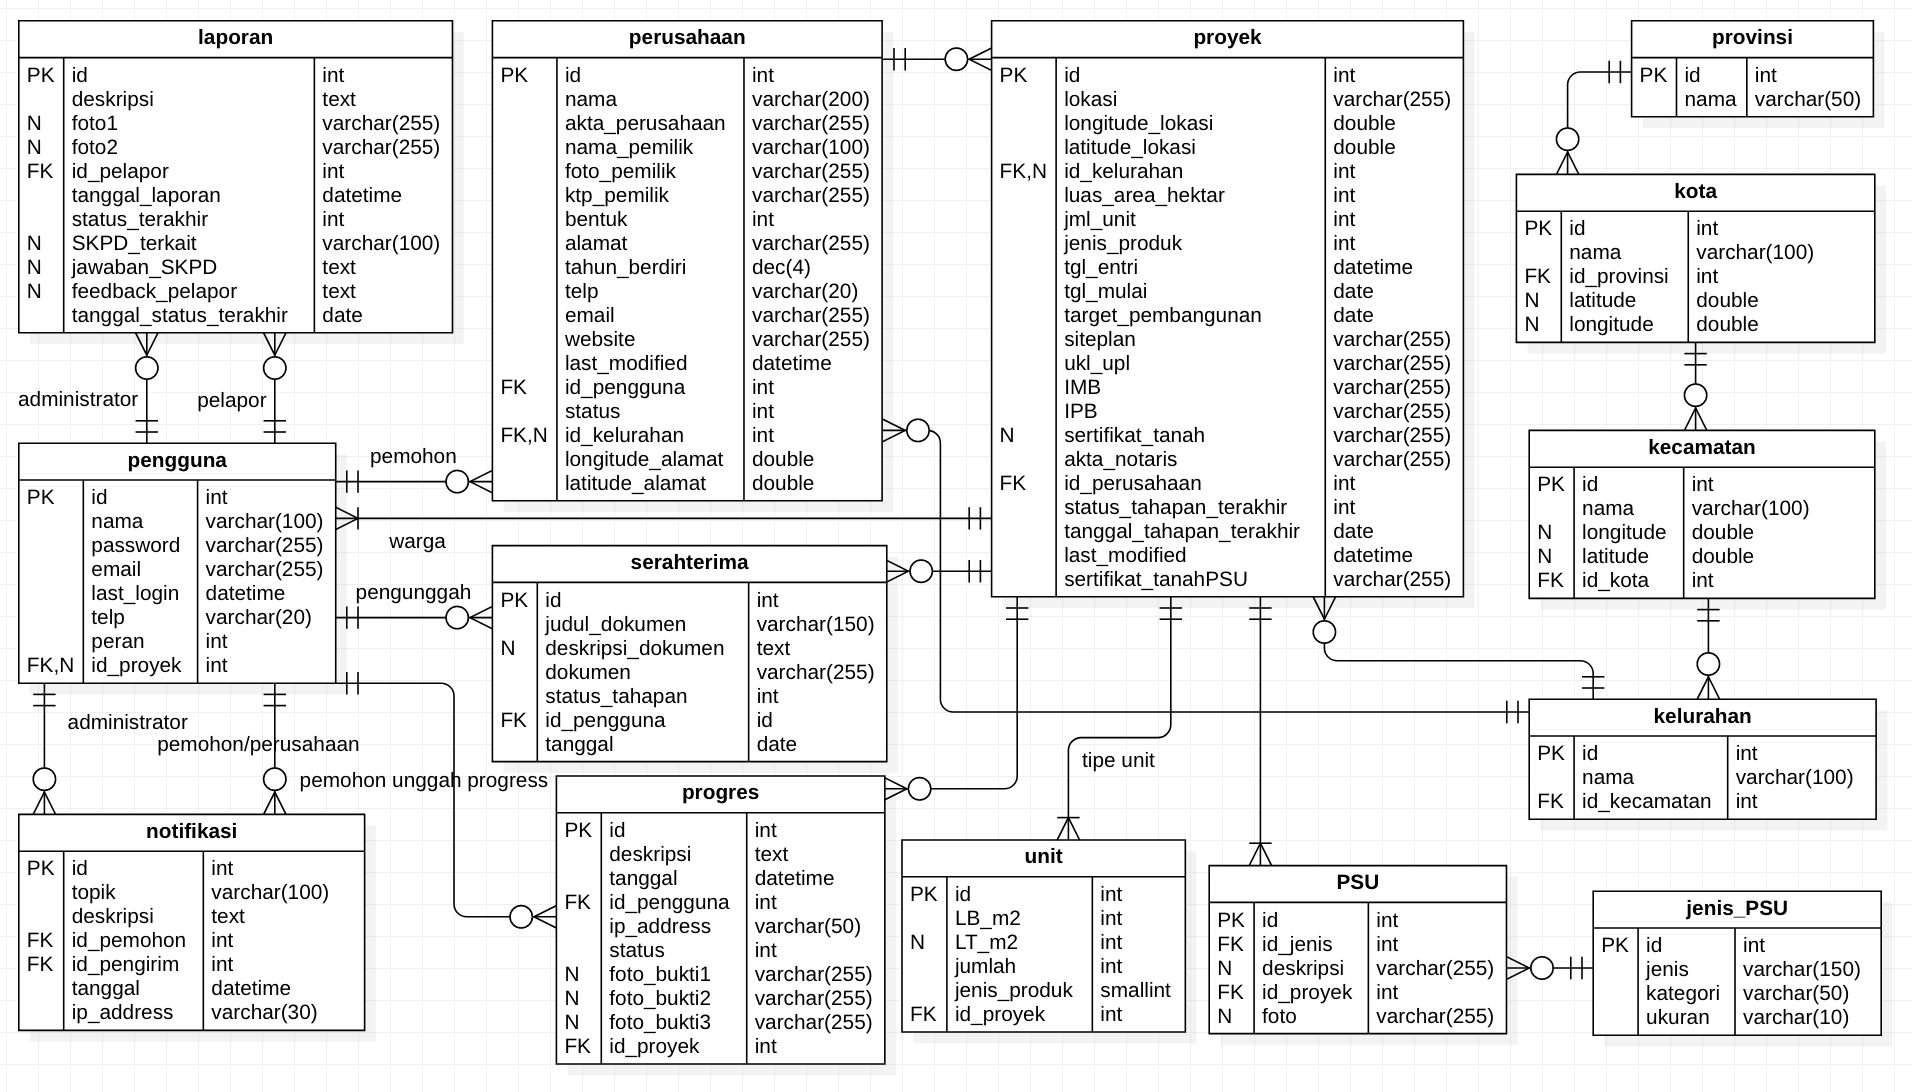 laporan
PK id int
deskripsi text
N foto1 varchar(255)
N foto2 varchar(255)
FK id_pelapor int
tanggal_laporan datetime
status_terakhir int
N SKPD_terkait varchar(100)
N jawaban_SKPD text
N feedback_pelapor text
tanggal_status_terakhir date
perusahaan
PK id int
nama varchar(200)
akta_perusahaan varchar(255)
nama_pemilik varchar(100)
foto_pemilik varchar(255)
ktp_pemilik varchar(255)
bentuk int
alamat varchar(255)
tahun_berdiri dec(4)
telp varchar(20)
email varchar(255)
website varchar(255)
last_modified datetime
FK id_pengguna int
status int
FK,N id_kelurahan int
longitude_alamat double
latitude_alamat double
proyek
PK id int
lokasi varchar(255)
longitude_lokasi double
latitude_lokasi double
FK,N id_kelurahan int
luas_area_hektar int
jml_unit int
jenis_produk int
tgl_entri datetime
tgl_mulai date
target_pembangunan date
siteplan varchar(255)
ukl_upl varchar(255)
IMB varchar(255)
IPB varchar(255)
N sertifikat_tanah varchar(255)
akta_notaris varchar(255)
FK id_perusahaan int
status_tahapan_terakhir int
tanggal_tahapan_terakhir date
last_modified datetime
sertifikat_tanahPSU varchar(255)
provinsi
PK id int
nama varchar(50)
kota
PK id int
nama varchar(100)
FK id_provinsi int
N latitude double
N longitude double
kecamatan
PK id int
nama varchar(100)
N longitude double
N latitude double
FK id_kota int
kelurahan
PK id int
nama varchar(100)
FK id_kecamatan int
administrator
pelapor
pengguna
PK id int
nama varchar(100)
password varchar(255)
email varchar(255)
last_login datetime
telp varchar(20)
peran int
FK,N id_proyek int
pemohon
warga
pengunggah
serahterima
PK id int
judul_dokumen varchar(150)
N deskripsi_dokumen text
dokumen varchar(255)
status_tahapan int
FK id_pengguna id
tanggal date
administrator
pemohon/perusahaan
pemohon unggah progress
tipe unit
notifikasi
PK id int
topik varchar(100)
deskripsi text
FK id_pemohon int
FK id_pengirim int
tanggal datetime
ip_address varchar(30)
progres
PK id int
deskripsi text
tanggal datetime
FK id_pengguna int
ip_address varchar(50)
status int
N foto_bukti1 varchar(255)
N foto_bukti2 varchar(255)
N foto_bukti3 varchar(255)
FK id_proyek int
unit
PK id int
LB_m2 int
N LT_m2 int
jumlah int
jenis_produk smallint
FK id_proyek int
PSU
PK id int
FK id_jenis int
N deskripsi varchar(255)
FK id_proyek int
N foto varchar(255)
jenis_PSU
PK id int
jenis varchar(150)
kategori varchar(50)
ukuran varchar(10)